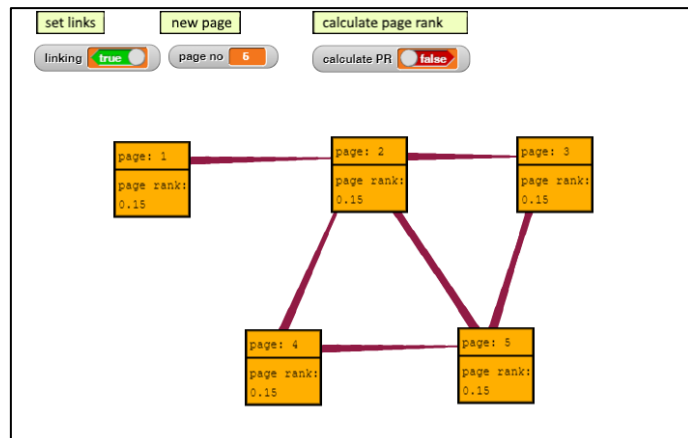 set links
new page
calculate page rank
linking true
page no 6
calculate PR false
page: 1
page rank:
0.15
page: 2
page rank:
0.15
page: 3
page rank:
0.15
page: 4
page rank:
0.15
page: 5
page rank:
0.15